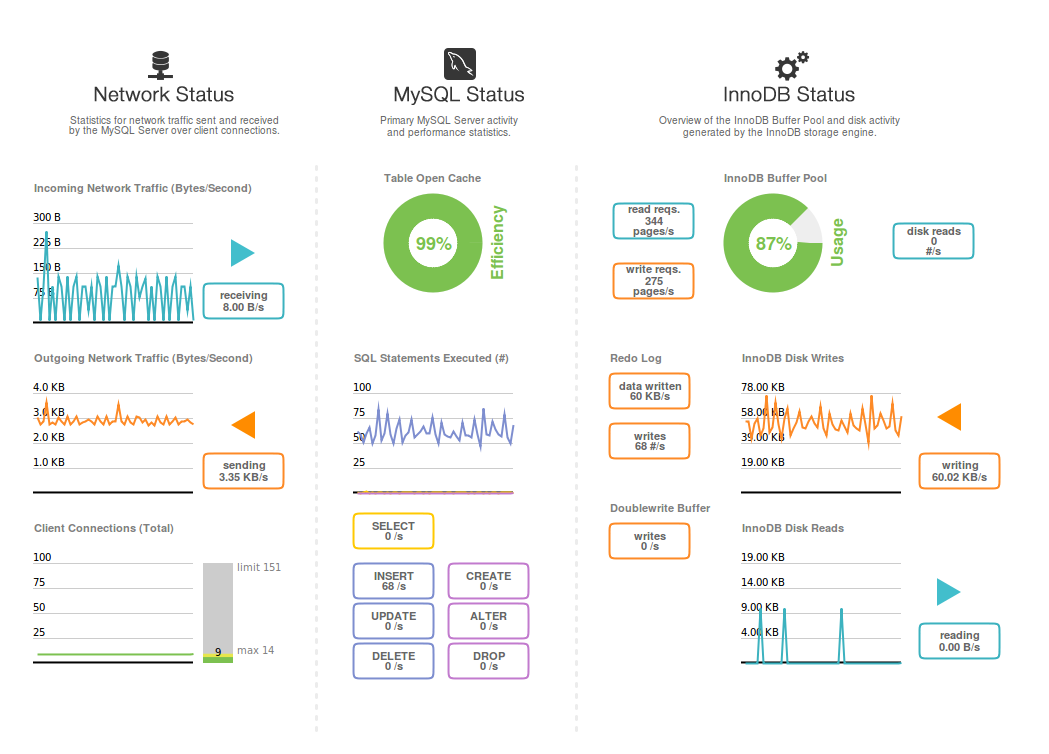 Network Status
Statistics for network traffic sent and received
by the MySQL Server over client connections.
Incoming Network Traffic (Bytes/Second)
300 B
225 B
150 B
75 B
receiving
8.00 B/s
Outgoing Network Traffic (Bytes/Second)
4.0 KB
3.0 KB
2.0 KB
1.0 KB
sending
3.35 KB/s
Client Connections (Total)
100
75
50
25
limit 151
9
max 14
MySQL Status
Primary MySQL Server activity
and performance statistics.
Table Open Cache
99%
Efficiency
SQL Statements Executed (#)
100
75
50
25
SELECT
0 /s
INSERT
68 /s
CREATE
0 /s
UPDATE
0 /s
ALTER
0 /s
DELETE
0 /s
DROP
0 /s
InnoDB Status
Overview of the InnoDB Buffer Pool and disk activity
generated by the InnoDB storage engine.
InnoDB Buffer Pool
read reqs.
344
pages/s
write reqs.
275
pages/s
87%
Usage
disk reads
0
#/s
Redo Log
data written
60 KB/s
writes
68 #/s
Doublewrite Buffer
writes
0 /s
InnoDB Disk Writes
78.00 KB
58.00 KB
39.00 KB
19.00 KB
writing
60.02 KB/s
InnoDB Disk Reads
19.00 KB
14.00 KB
9.00 KB
4.00 KB
reading
0.00 B/s